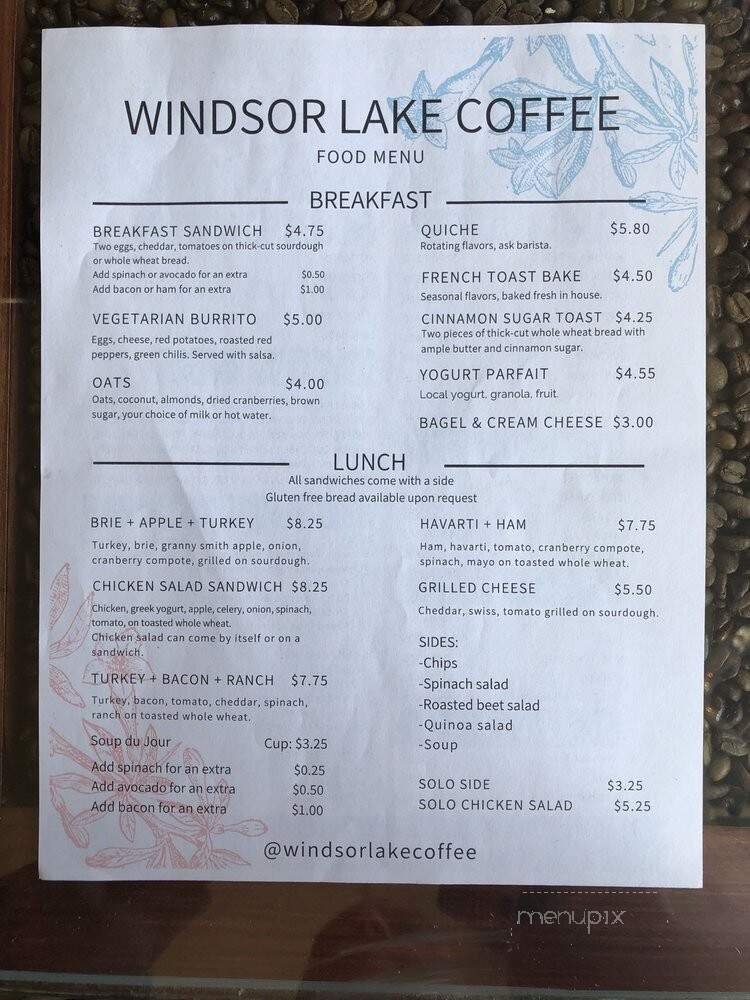 WINDSOR LAKE COFFEE
FOOD MENU
BREAKFAST
BREAKFAST SANDWICH $4.75
Two eggs, cheddar, tomatoes on thick-cut sourdough
or whole wheat bread.
Add spinach or avocado for an extra $0.50
Add bacon or ham for an extra $1.00
VEGETARIAN BURRITO $5.00
Eggs, cheese, red potatoes, roasted red
peppers, green chilis. Served with salsa.
OATS $4.00
Oats, coconut, almonds, dried cranberries, brown
sugar, your choice of milk or hot water.
QUICHE $5.80
Rotating flavors, ask barista.
FRENCH TOAST BAKE $4.50
Seasonal flavors, baked fresh in house.
CINNAMON SUGAR TOAST $4.25
Two pieces of thick-cut whole wheat bread with
ample butter and cinnamon sugar.
YOGURT PARFAIT $4.55
Local yogurt, granola, fruit.
BAGEL & CREAM CHEESE $3.00
LUNCH
All sandwiches come with a side
Gluten free bread available upon request
BRIE + APPLE + TURKEY $8.25
Turkey, brie, granny smith apple, onion,
cranberry compote, grilled on sourdough.
CHICKEN SALAD SANDWICH $8.25
Chicken, greek yogurt, apple, celery, onion, spinach,
tomato, on toasted whole wheat.
Chicken salad can come by itself or on a
sandwich.
TURKEY + BACON + RANCH $7.75
Turkey, bacon, tomato, cheddar, spinach,
ranch on toasted whole wheat.
Soup du Jour Cup: $3.25
Add spinach for an extra $0.25
Add avocado for an extra $0.50
Add bacon for an extra $1.00
HAVARTI + HAM $7.75
Ham, havarti, tomato, cranberry compote,
spinach, mayo on toasted whole wheat.
GRILLED CHEESE $5.50
Cheddar, swiss, tomato grilled on sourdough.
SIDES:
-Chips
-Spinach salad
-Roasted beet salad
-Quinoa salad
-Soup
SOLO SIDE $3.25
SOLO CHICKEN SALAD $5.25
@windsorlakecoffee
menupix